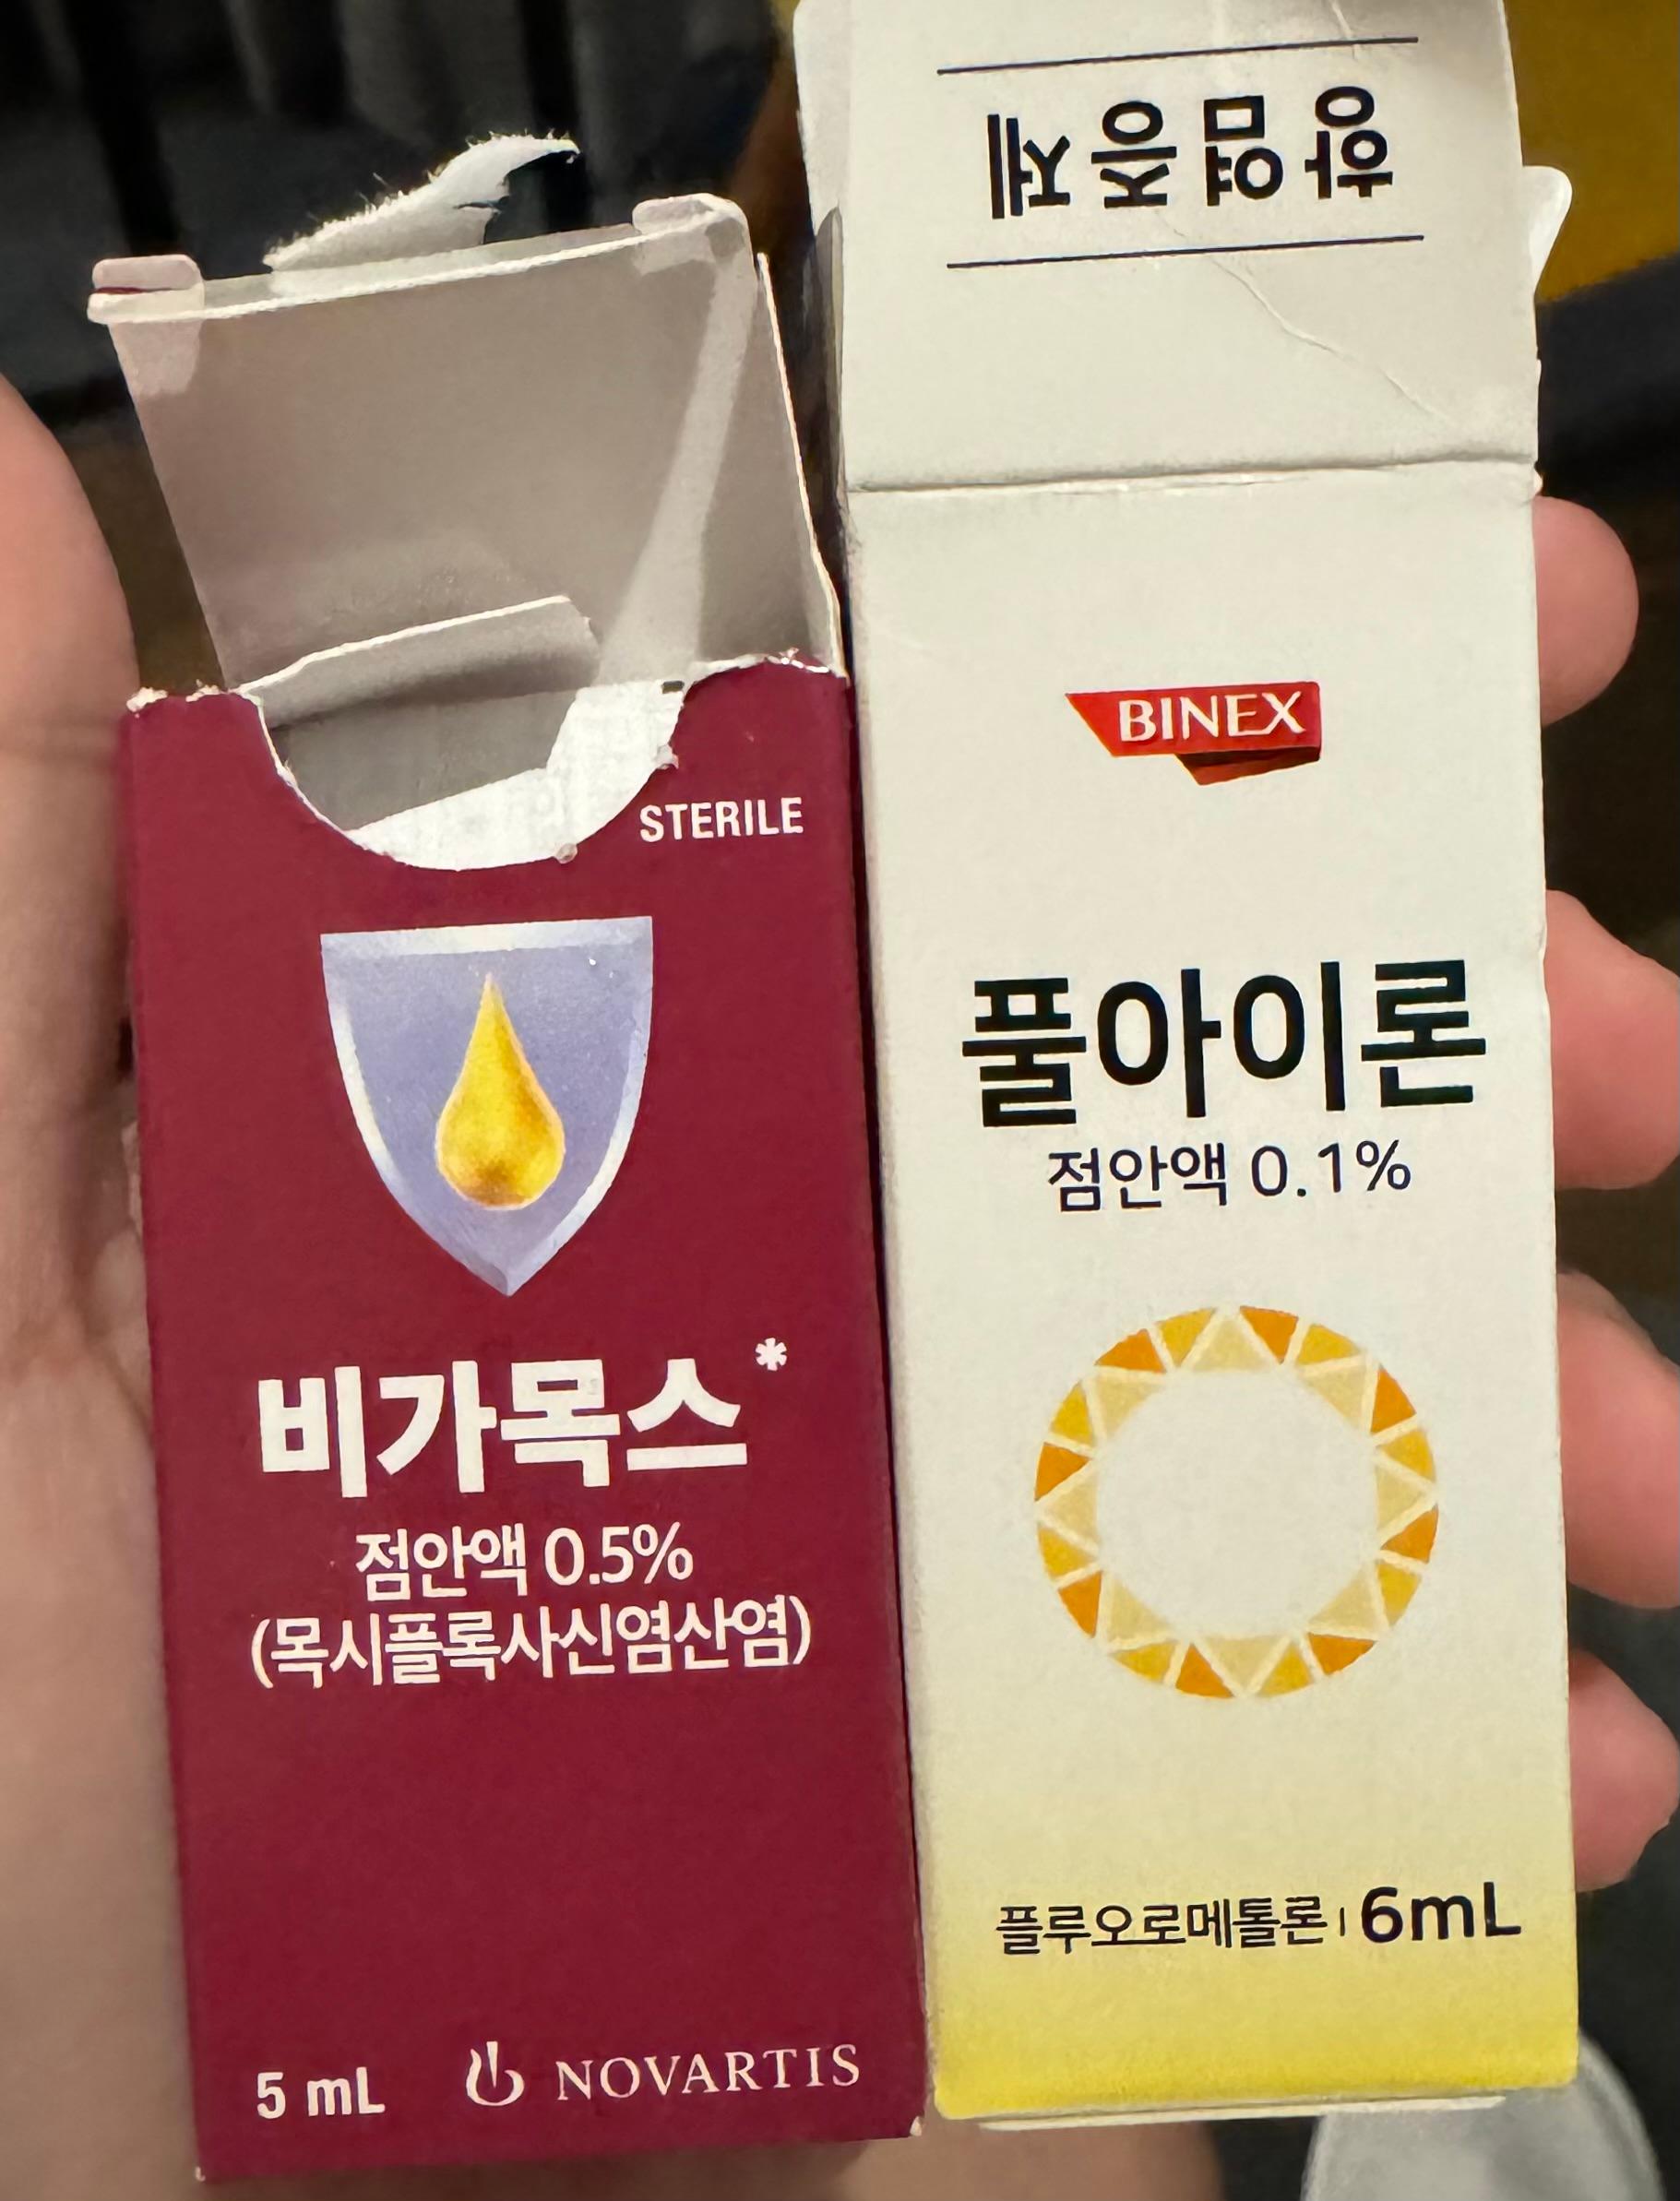 STERILE
비가목스*
점안액 0.5%
(목시플록사신염산염)
5 mL
NOVARTIS
항염증제
BINEX
풀아이론
점안액 0.1%
플루오로메톨론 | 6mL